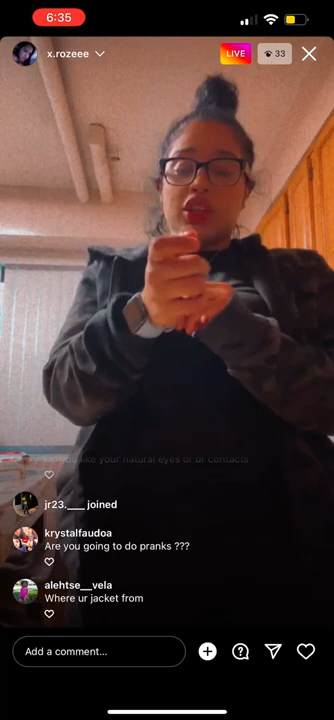 6:35
x.rozeee
LIVE
33
you like your natural eyes or ur contacts
jr23.___ joined
krystalfaudoa
Are you going to do pranks ???
alehtse__vela
Where ur jacket from
Add a comment...